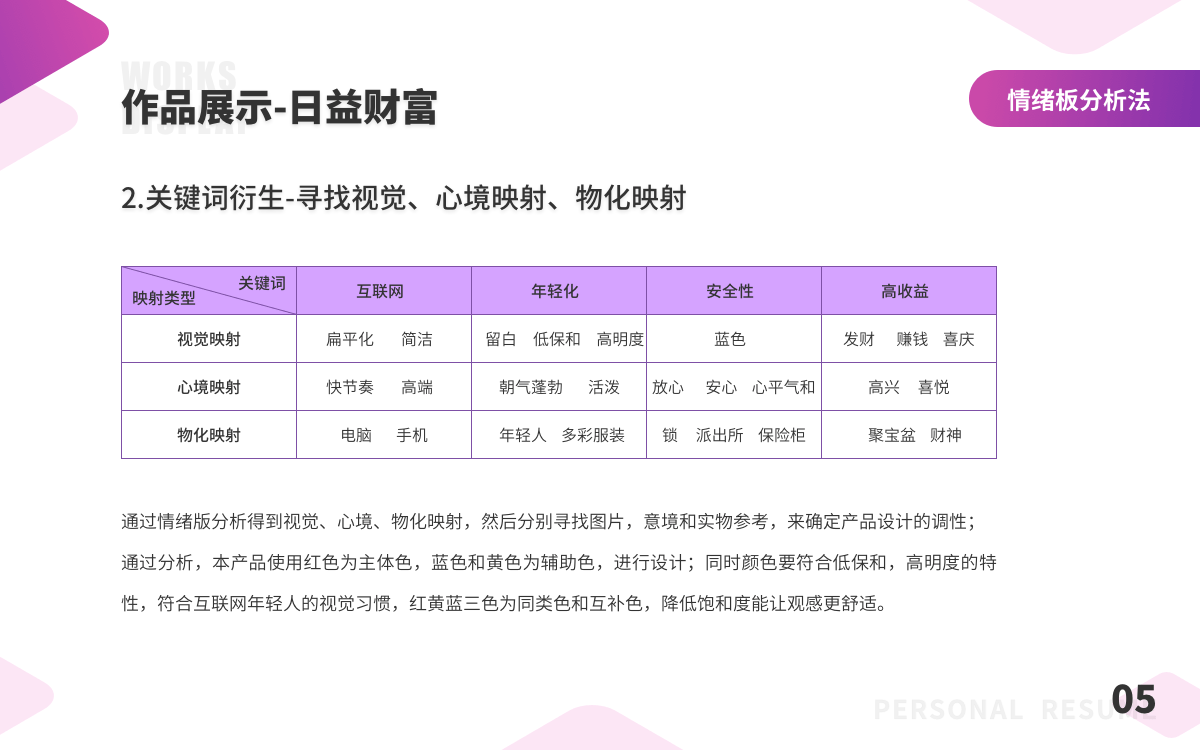 WORKS
DISPLAY
作品展示-日益财富
情绪板分析法
2.关键词衍生-寻找视觉、心境映射、物化映射
关键词
映射类型
互联网 年轻化 安全性 高收益
视觉映射 扁平化 简洁 留白 低保和 高明度 蓝色 发财 赚钱 喜庆
心境映射 快节奏 高端 朝气蓬勃 活泼 放心 安心 心平气和 高兴 喜悦
物化映射 电脑 手机 年轻人 多彩服装 锁 派出所 保险柜 聚宝盆 财神
通过情绪版分析得到视觉、心境、物化映射，然后分别寻找图片，意境和实物参考，来确定产品设计的调性；
通过分析，本产品使用红色为主体色，蓝色和黄色为辅助色，进行设计；同时颜色要符合低保和，高明度的特
性，符合互联网年轻人的视觉习惯，红黄蓝三色为同类色和互补色，降低饱和度能让观感更舒适。
PERSONAL RESUME
05